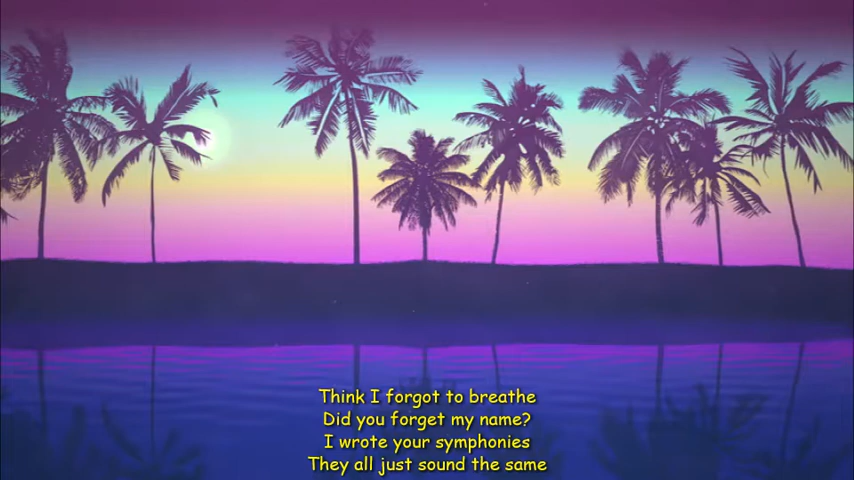 Think I forgot to breathe
Did you forget my name?
I wrote your symphonies
They all just sound the same